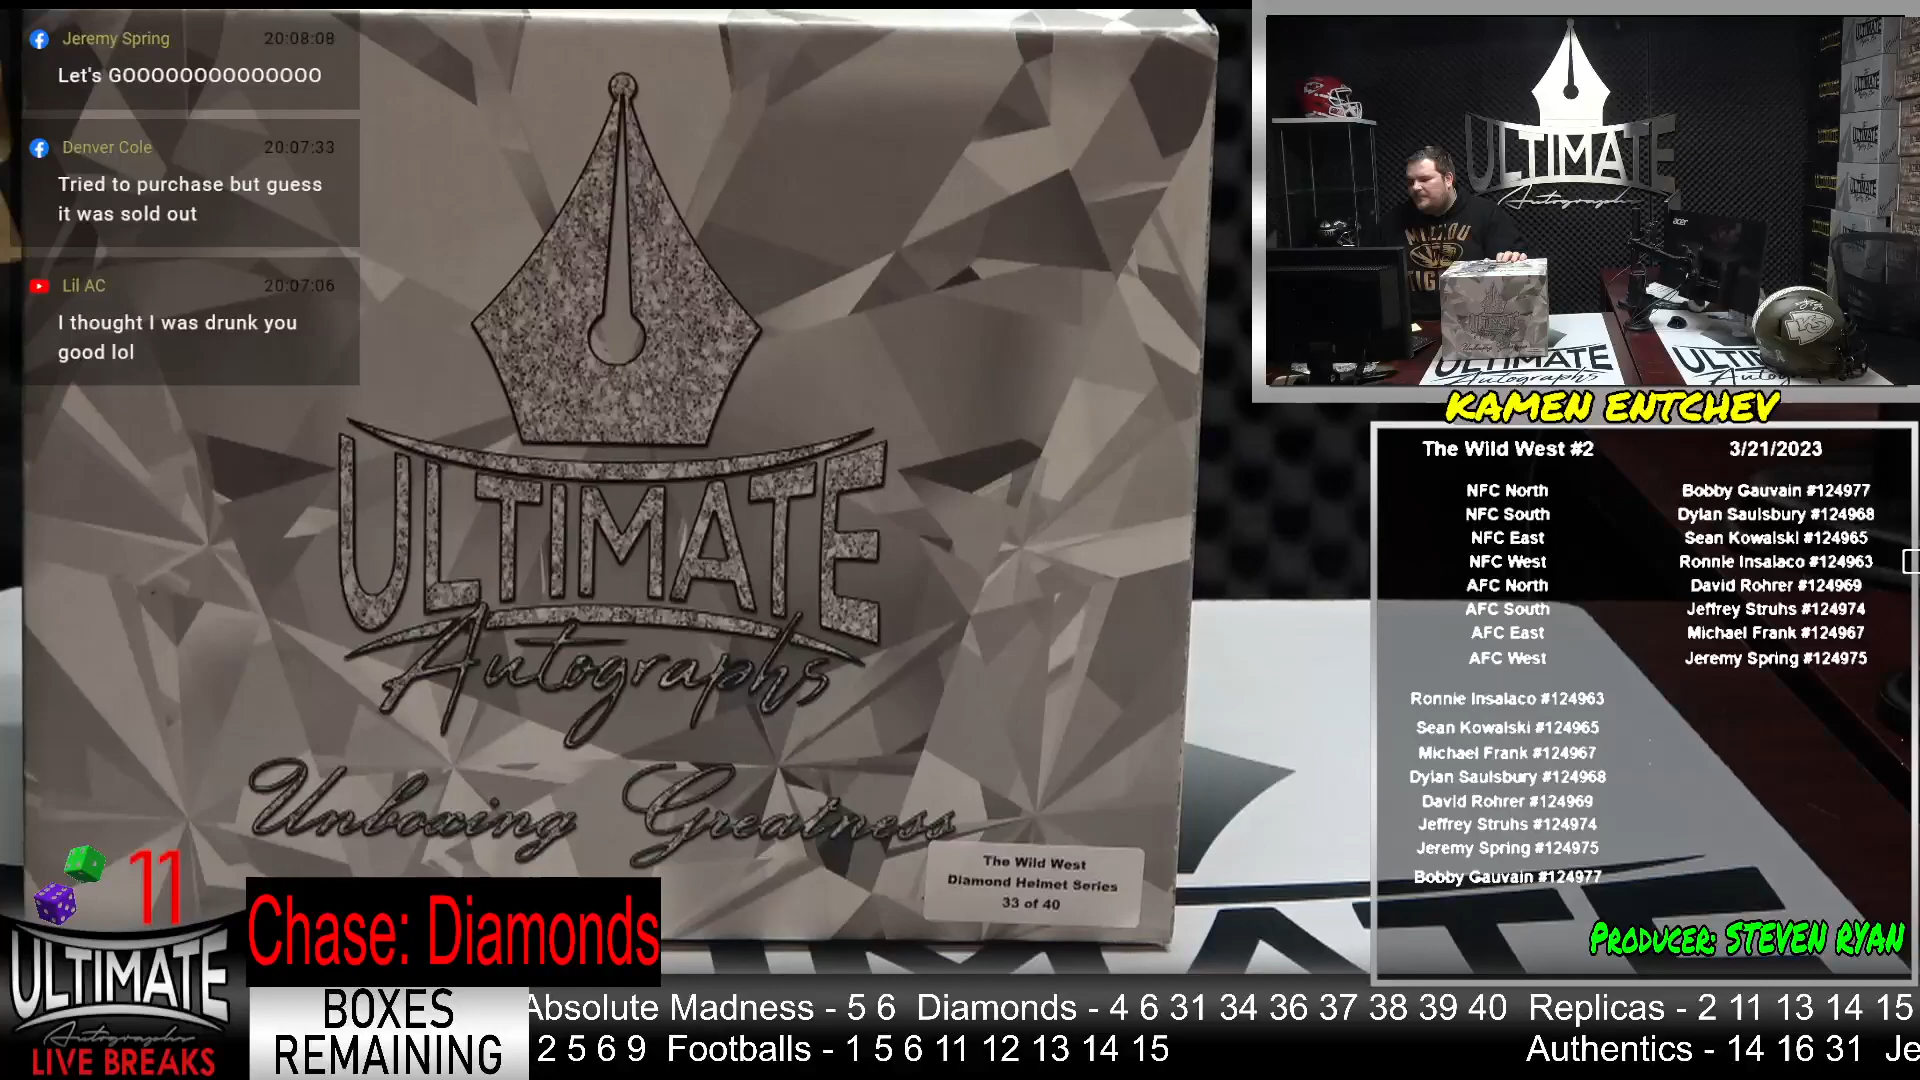 Jeremy Spring 20:08:08
Let's GOOOOOOOOOOOOOO
Denver Cole 20:07:33
Tried to purchase but guess
it was sold out
Lil AC 20:07:06
I thought I was drunk you
good lol
ULTIMATE
Autographs
Unboxing Greatness
The Wild West
Diamond Helmet Series
33 of 40
ULTIMATE
Autographs
acer
ULTIMATE
Autographs
ULTIMATE
KAMEN ENTCHEV
The Wild West #2 3/21/2023
NFC North Bobby Gauvain #124977
NFC South Dylan Saulsbury #124968
NFC East Sean Kowalski #124965
NFC West Ronnie Insalaco #124963
AFC North David Rohrer #124969
AFC South Jeffrey Struhs #124974
AFC East Michael Frank #124967
AFC West Jeremy Spring #124975
Ronnie Insalaco #124963
Sean Kowalski #124965
Michael Frank #124967
Dylan Saulsbury #124968
David Rohrer #124969
Jeffrey Struhs #124974
Jeremy Spring #124975
Bobby Gauvain #124977
Producer: STEVEN RYAN
11
ULTIMATE
Autographs
LIVE BREAKS
Chase: Diamonds
BOXES
REMAINING
Absolute Madness - 5 6 Diamonds - 4 6 31 34 36 37 38 39 40 Replicas - 2 11 13 14 15
2 5 6 9 Footballs - 1 5 6 11 12 13 14 15 Authentics - 14 16 31 Je